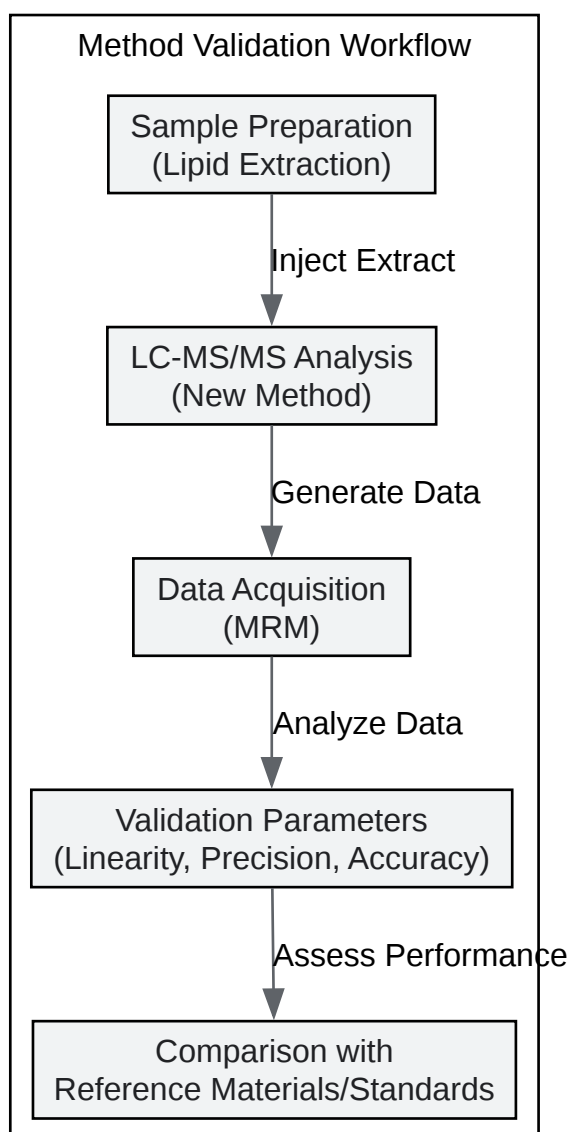 Method Validation Workflow
Sample Preparation
(Lipid Extraction)
Inject Extract
LC-MS/MS Analysis
(New Method)
Generate Data
Data Acquisition
(MRM)
Analyze Data
Validation Parameters
(Linearity, Precision, Accuracy)
Assess Performance
Comparison with
Reference Materials/Standards